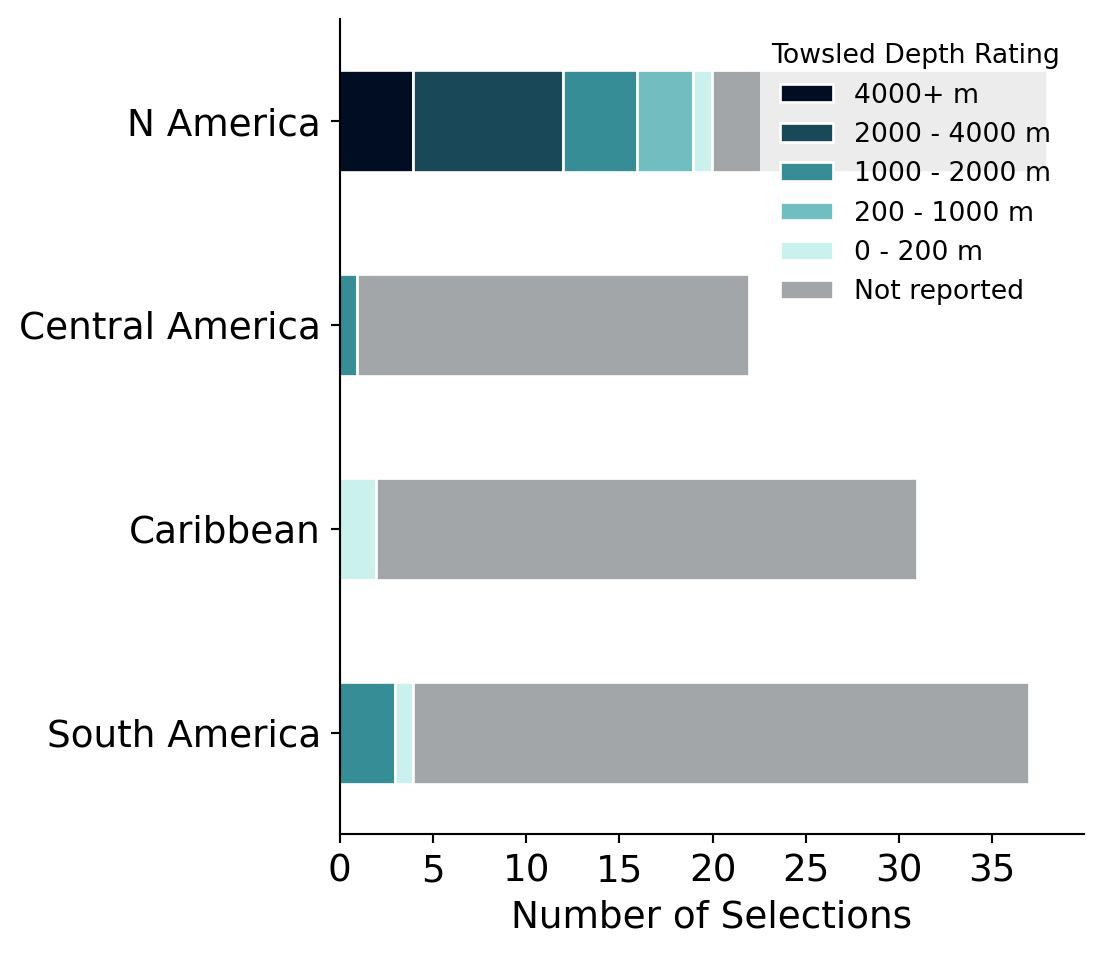 Towsled Depth Rating
4000+ m
2000 - 4000 m
1000 - 2000 m
200 - 1000 m
0 - 200 m
Not reported
N America
Central America
Caribbean
South America
0 5 10 15 20 25 30 35
Number of Selections